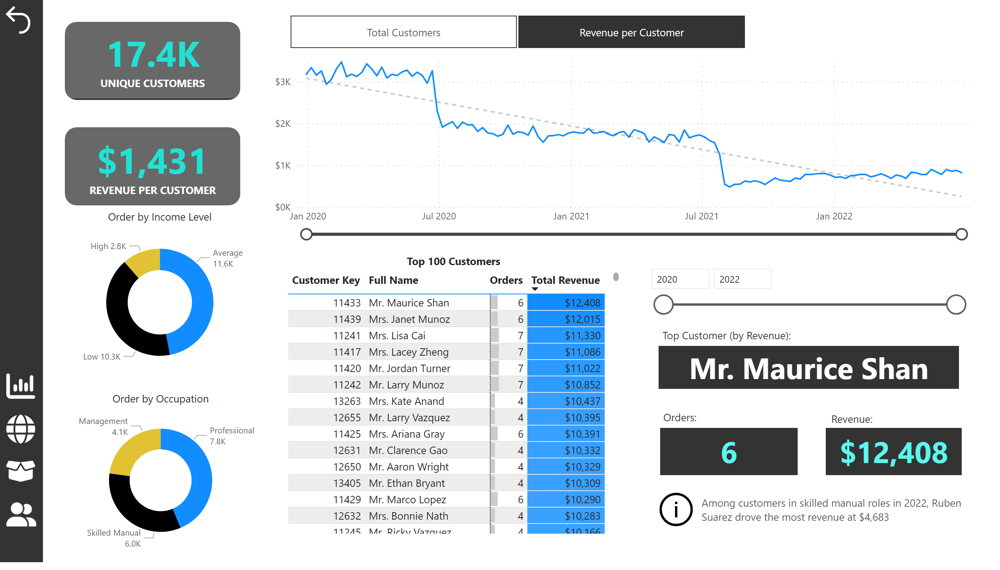 17.4K
UNIQUE CUSTOMERS
$1,431
REVENUE PER CUSTOMER
Order by Income Level
High 2.8K
Average
11.6K
Low 10.3K
Order by Occupation
Management
4.1K
Professional
7.8K
Skilled Manual
6.0K
Total Customers
Revenue per Customer
$3K
$2K
$1K
$0K
Jan 2020 Jul 2020 Jan 2021 Jul 2021 Jan 2022
Top 100 Customers
Customer Key Full Name Orders Total Revenue
11433 Mr. Maurice Shan 6 $12,408
11439 Mrs. Janet Munoz 6 $12,015
11241 Mrs. Lisa Cai 7 $11,330
11417 Mrs. Lacey Zheng 7 $11,086
11420 Mr. Jordan Turner 7 $11,022
11242 Mr. Larry Munoz 7 $10,852
13263 Mrs. Kate Anand 4 $10,437
12655 Mr. Larry Vazquez 4 $10,395
11425 Mrs. Ariana Gray 6 $10,391
12631 Mr. Clarence Gao 4 $10,332
12650 Mr. Aaron Wright 4 $10,329
13405 Mr. Ethan Bryant 4 $10,309
11429 Mr. Marco Lopez 6 $10,290
12632 Mrs. Bonnie Nath 4 $10,283
11245 Mr. Ricky Vazquez 4 $10,166
2020 2022
Top Customer (by Revenue):
Mr. Maurice Shan
Orders:
6
Revenue:
$12,408
Among customers in skilled manual roles in 2022, Ruben
Suarez drove the most revenue at $4,683